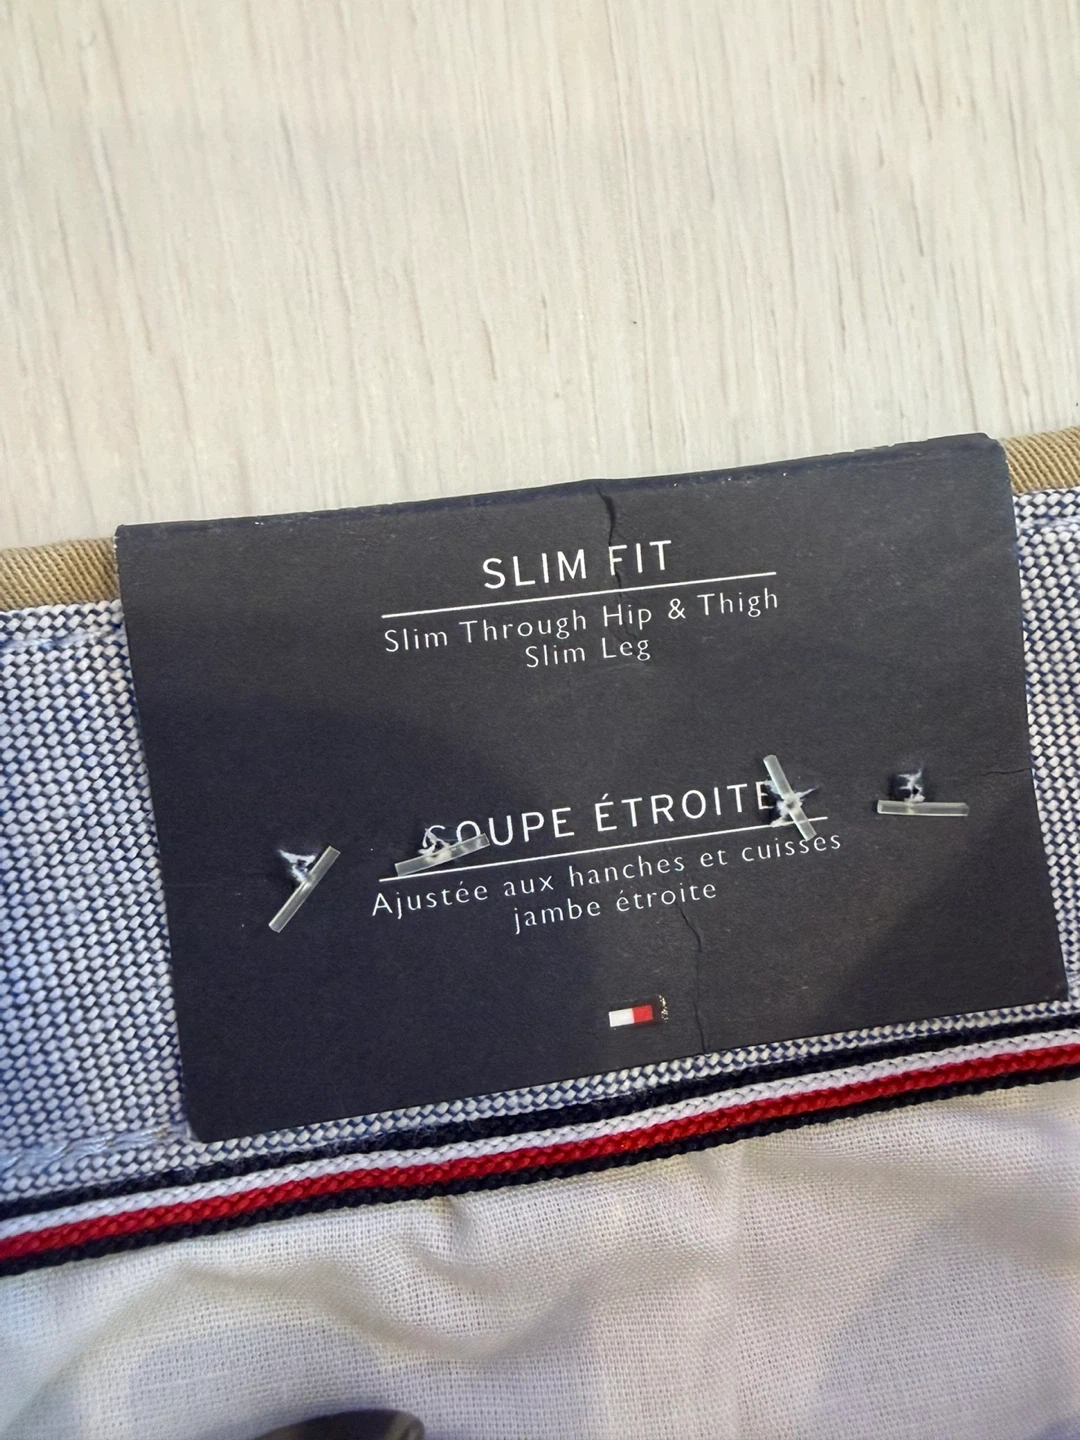 SLIM FIT
Slim Through Hip & Thigh
Slim Leg
COUPE ÉTROITE
Ajustée aux hanches et cuisses
jambe étroite